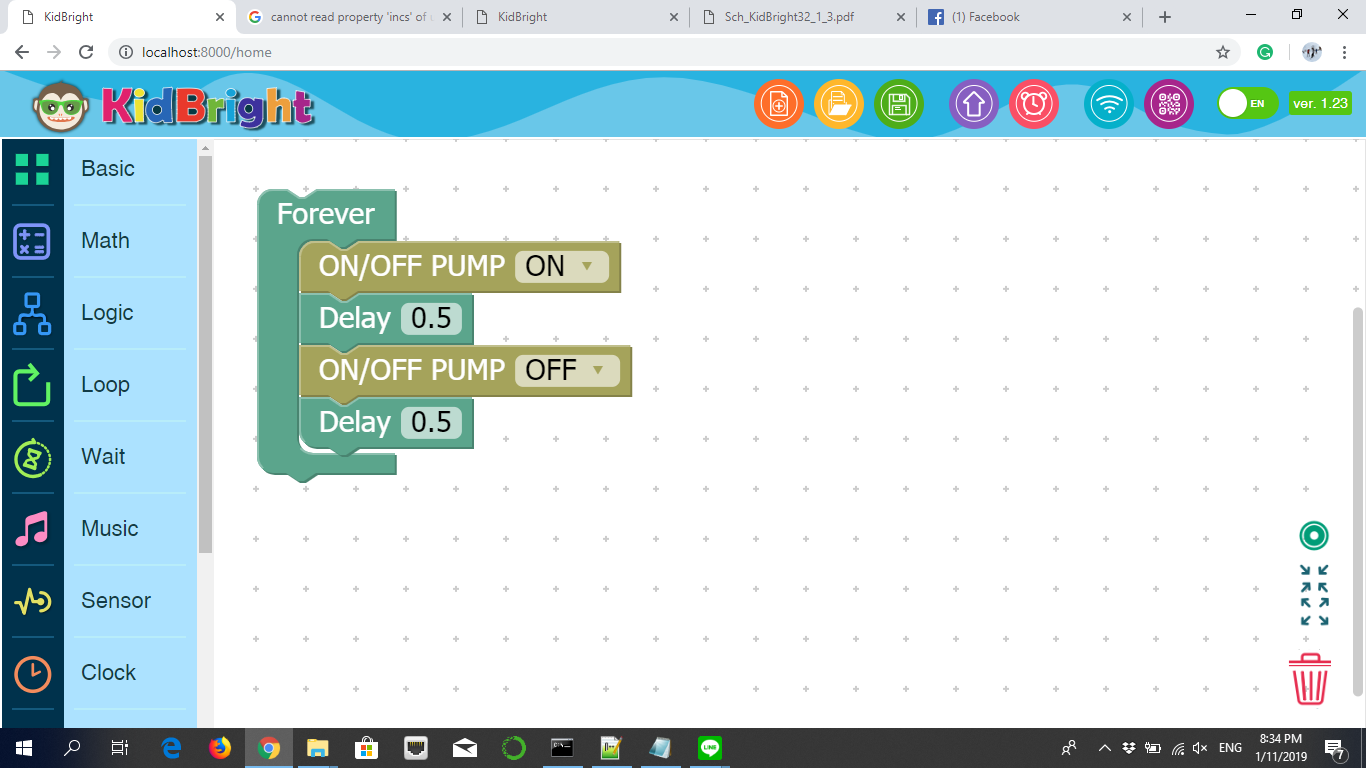 KidBright
cannot read property 'incs' of u
KidBright
Sch_KidBright32_1_3.pdf
(1) Facebook
localhost:8000/home
KidBright
EN
ver. 1.23
Basic
Math
Logic
Loop
Wait
Music
Sensor
Clock
Forever
ON/OFF PUMP ON
Delay 0.5
ON/OFF PUMP OFF
Delay 0.5
LINE
ENG
8:34 PM
1/11/2019
7